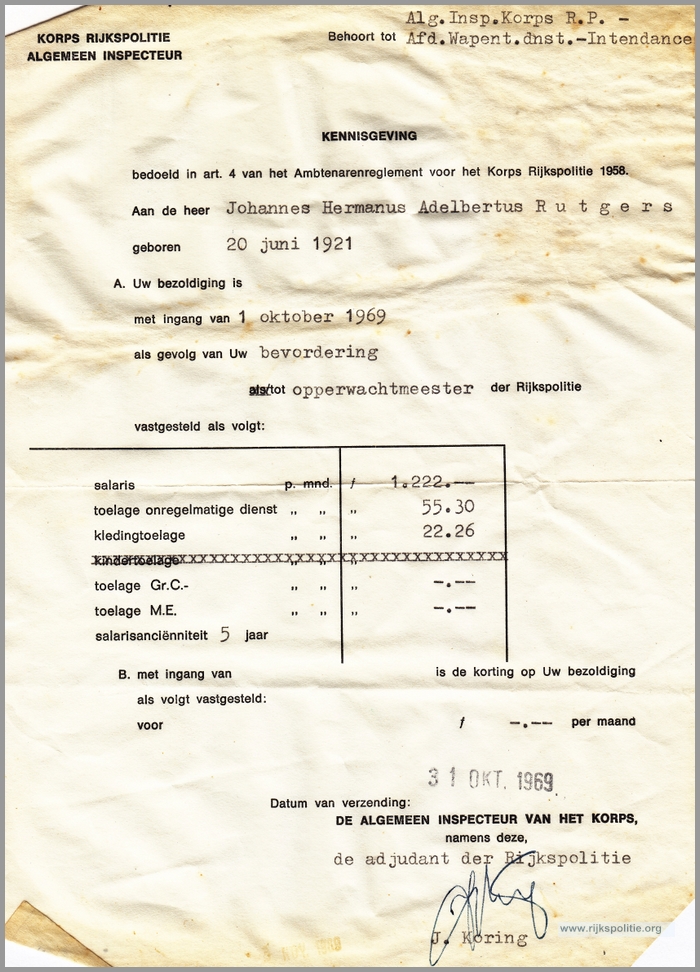 Alg.Insp.Korps R.P. -
KORPS RIJKSPOLITIE
ALGEMEEN INSPECTEUR
Behoort tot Afd.Wapent.dnst.-Intendance
KENNISGEVING
bedoeld in art. 4 van het Ambtenarenreglement voor het Korps Rijkspolitie 1958.
Aan de heer Johannes Hermanus Adelbertus R u t g e r s
geboren 20 juni 1921
A. Uw bezoldiging is
met ingang van 1 oktober 1969
als gevolg van Uw bevordering
als/tot opperwachtmeester der Rijkspolitie
vastgesteld als volgt:
salaris p. mnd. f 1.222.--
toelage onregelmatige dienst „ „ „ 55.30
kledingtoelage „ „ „ 22.26
kindertoelage „ „ „
toelage Gr.C.- „ „ „ -.--
toelage M.E. „ „ „ -.--
salarisanciënniteit 5 jaar
B. met ingang van is de korting op Uw bezoldiging
als volgt vastgesteld:
voor f -.-- per maand
31 OKT. 1969
Datum van verzending:
DE ALGEMEEN INSPECTEUR VAN HET KORPS,
namens deze,
de adjudant der Rijkspolitie
J. Koring
www.rijkspolitie.org